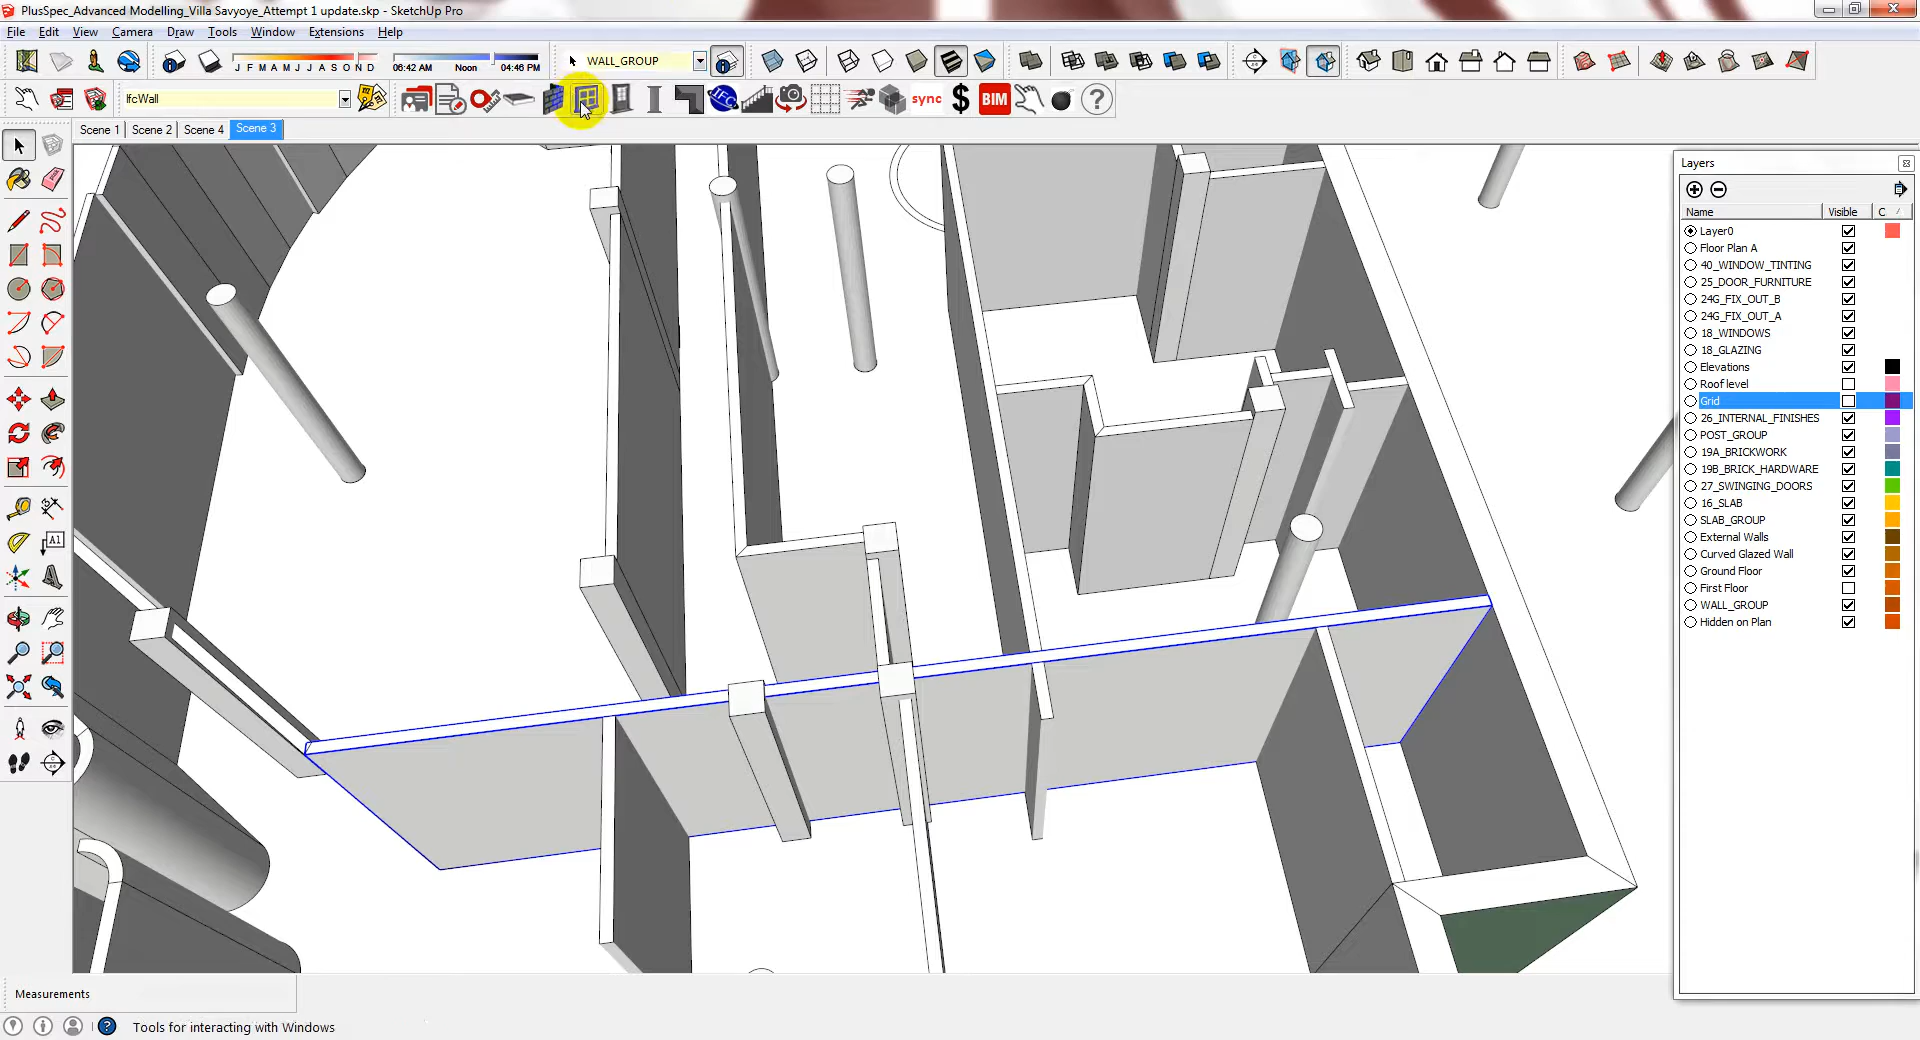 PlusSpec_Advanced Modelling_Villa Savyoye_Attempt 1 update.skp - SketchUp Pro
File Edit View Camera Draw Tools Window Extensions Help
J F M A M J J A S O N D 06:42 AM Noon 04:46 PM WALL_GROUP
IfcWall IFC sync $ BIM ?
Scene 1 Scene 2 Scene 4 Scene 3
Layers
Name Visible C
Layer0
Floor Plan A
40_WINDOW_TINTING
25_DOOR_FURNITURE
24G_FIX_OUT_B
24G_FIX_OUT_A
18_WINDOWS
18_GLAZING
Elevations
Roof level
Grid
26_INTERNAL_FINISHES
POST_GROUP
19A_BRICKWORK
19B_BRICK_HARDWARE
27_SWINGING_DOORS
16_SLAB
SLAB_GROUP
External Walls
Curved Glazed Wall
Ground Floor
First Floor
WALL_GROUP
Hidden on Plan
A1
Measurements
Tools for interacting with Windows